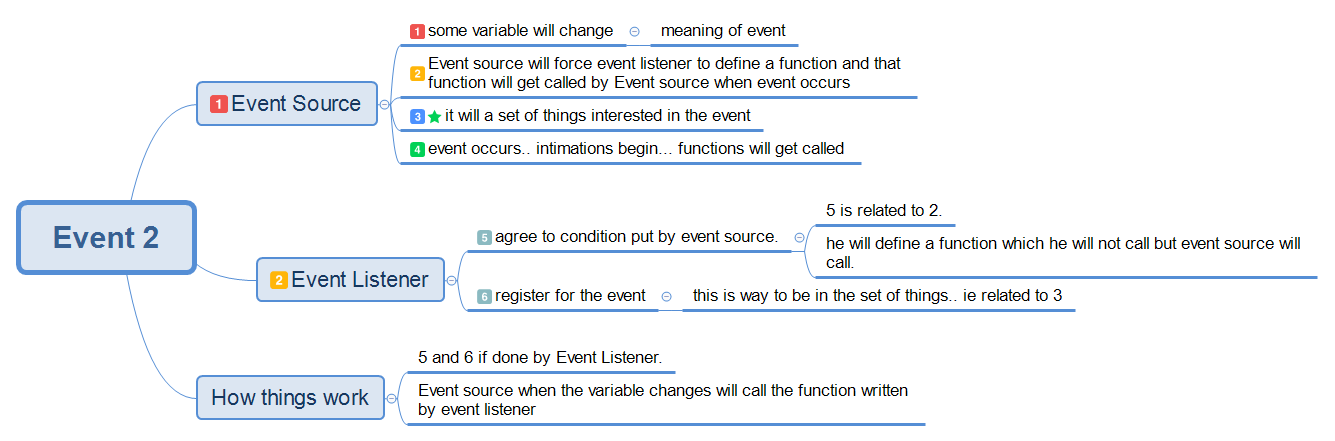 Event 2
1 Event Source
1 some variable will change
meaning of event
2 Event source will force event listener to define a function and that
function will get called by Event source when event occurs
3 it will a set of things interested in the event
4 event occurs.. intimations begin... functions will get called
2 Event Listener
5 agree to condition put by event source.
5 is related to 2.
he will define a function which he will not call but event source will
call.
6 register for the event
this is way to be in the set of things.. ie related to 3
How things work
5 and 6 if done by Event Listener.
Event source when the variable changes will call the function written
by event listener